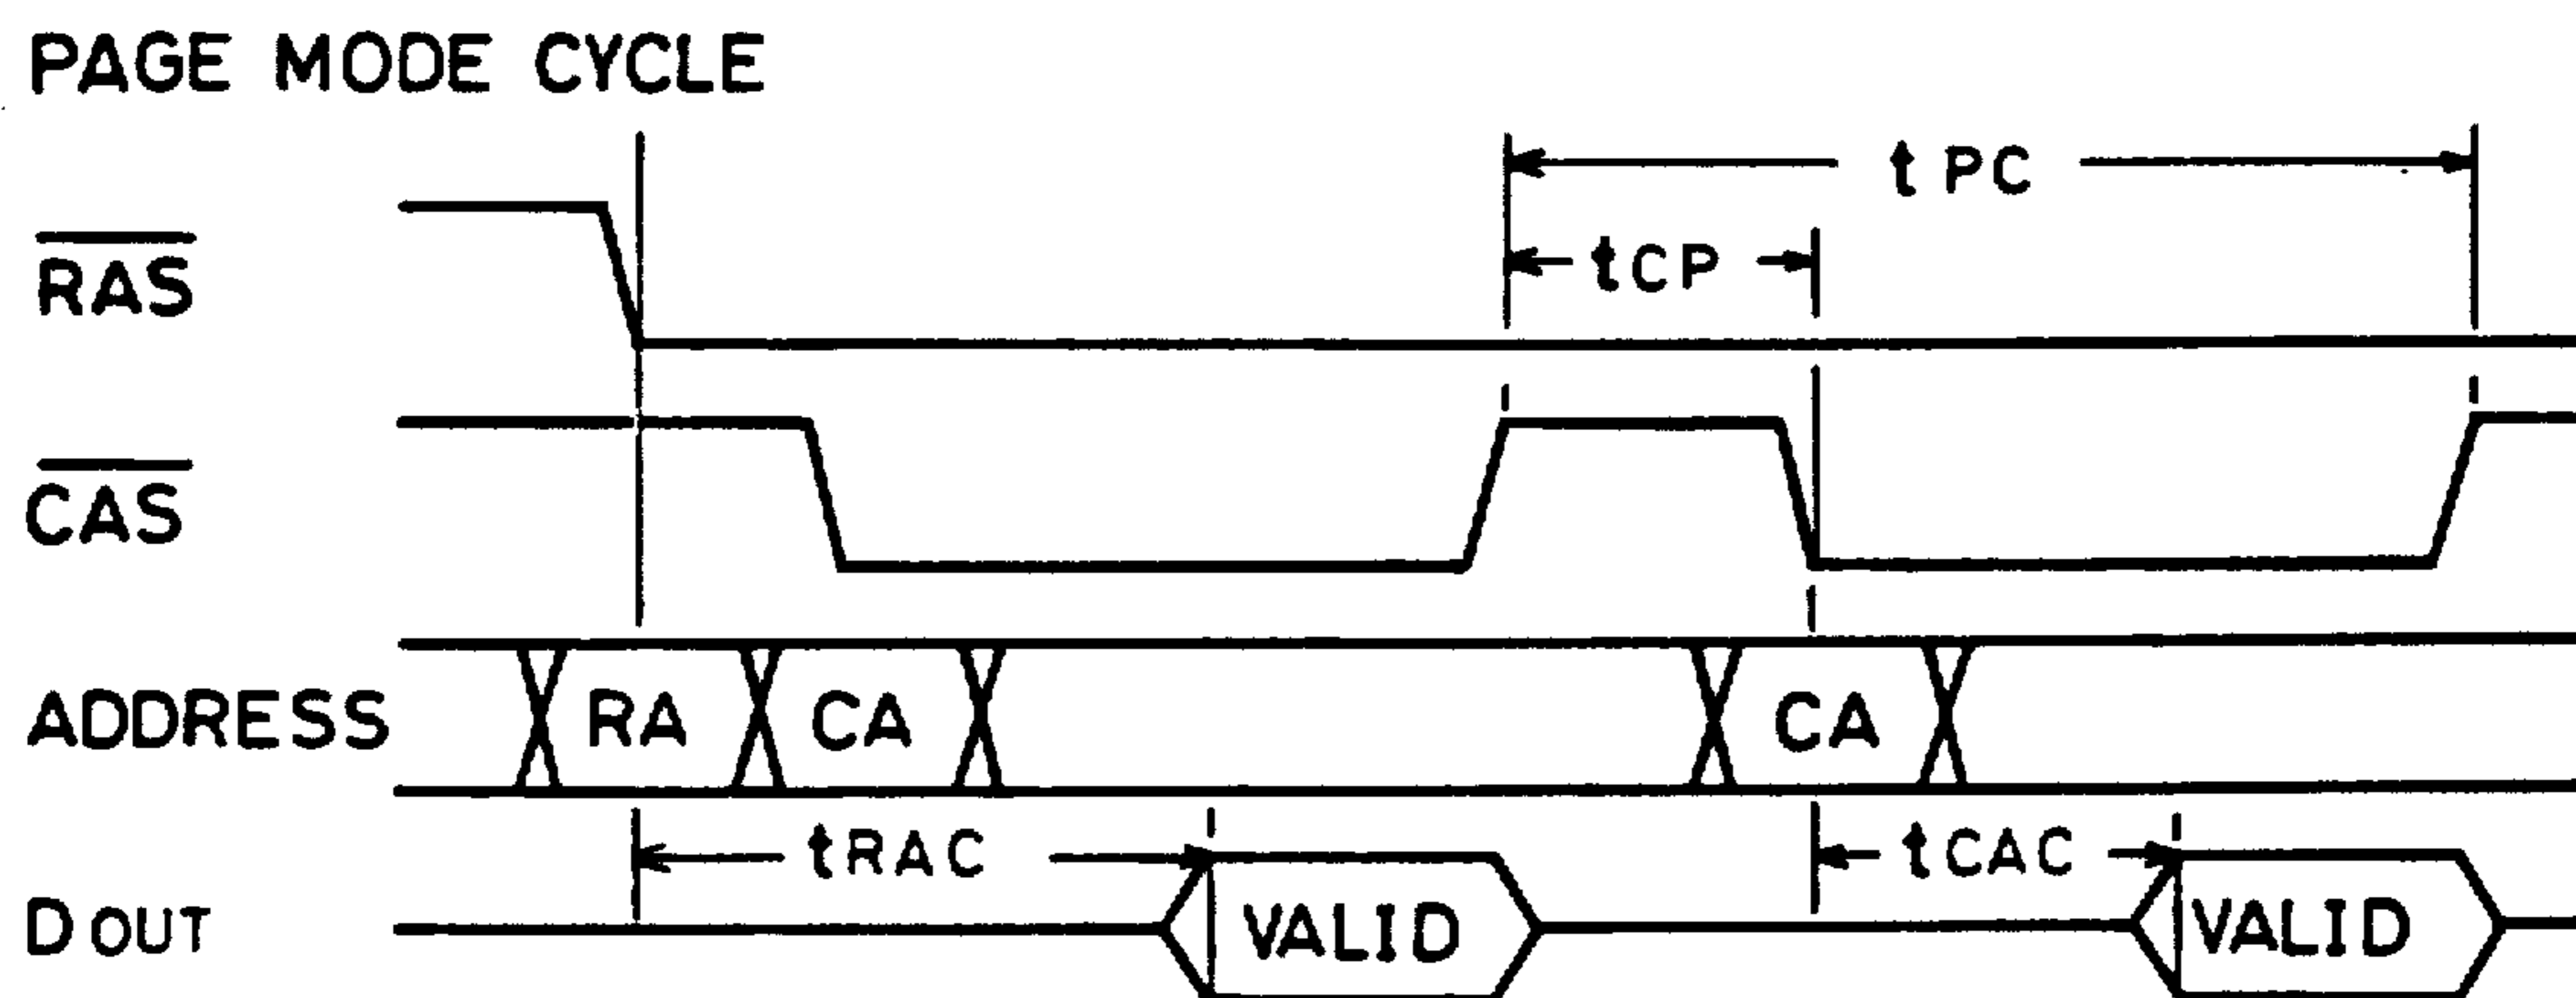 PAGE MODE CYCLE
t PC
tCP
RAS
CAS
ADDRESS RA CA CA
tRAC tCAC
D OUT VALID VALID